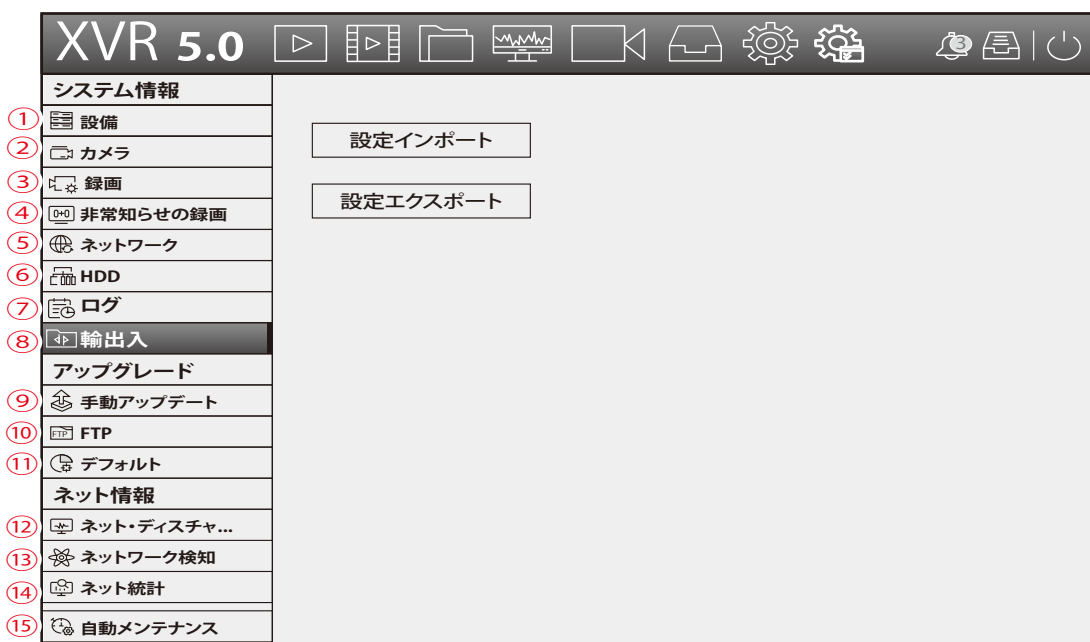 XVR 5.0
3
システム情報
① 設備
② カメラ
③ 録画
④ 0+0 非常知らせの録画
⑤ ネットワーク
⑥ HDD
⑦ ログ
⑧ 輸出入
アップグレード
⑨ 手動アップデート
⑩ FTP FTP
⑪ デフォルト
ネット情報
⑫ ネット・ディスチャ...
⑬ ネットワーク検知
⑭ ネット統計
⑮ 自動メンテナンス
設定インポート
設定エクスポート